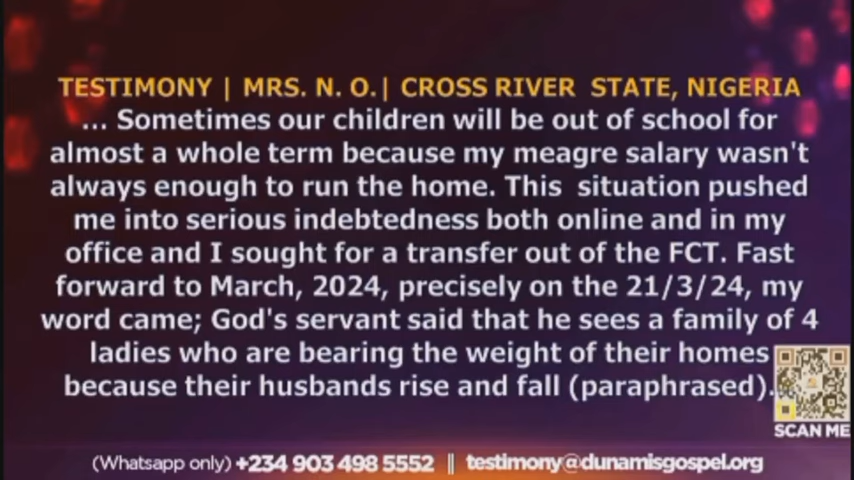 TESTIMONY | MRS. N. O.| CROSS RIVER STATE, NIGERIA
... Sometimes our children will be out of school for
almost a whole term because my meagre salary wasn't
always enough to run the home. This situation pushed
me into serious indebtedness both online and in my
office and I sought for a transfer out of the FCT. Fast
forward to March, 2024, precisely on the 21/3/24, my
word came; God's servant said that he sees a family of 4
ladies who are bearing the weight of their homes
because their husbands rise and fall (paraphrased)..
SCAN ME
(Whatsapp only) +234 903 498 5552 || testimony@dunamisgospel.org